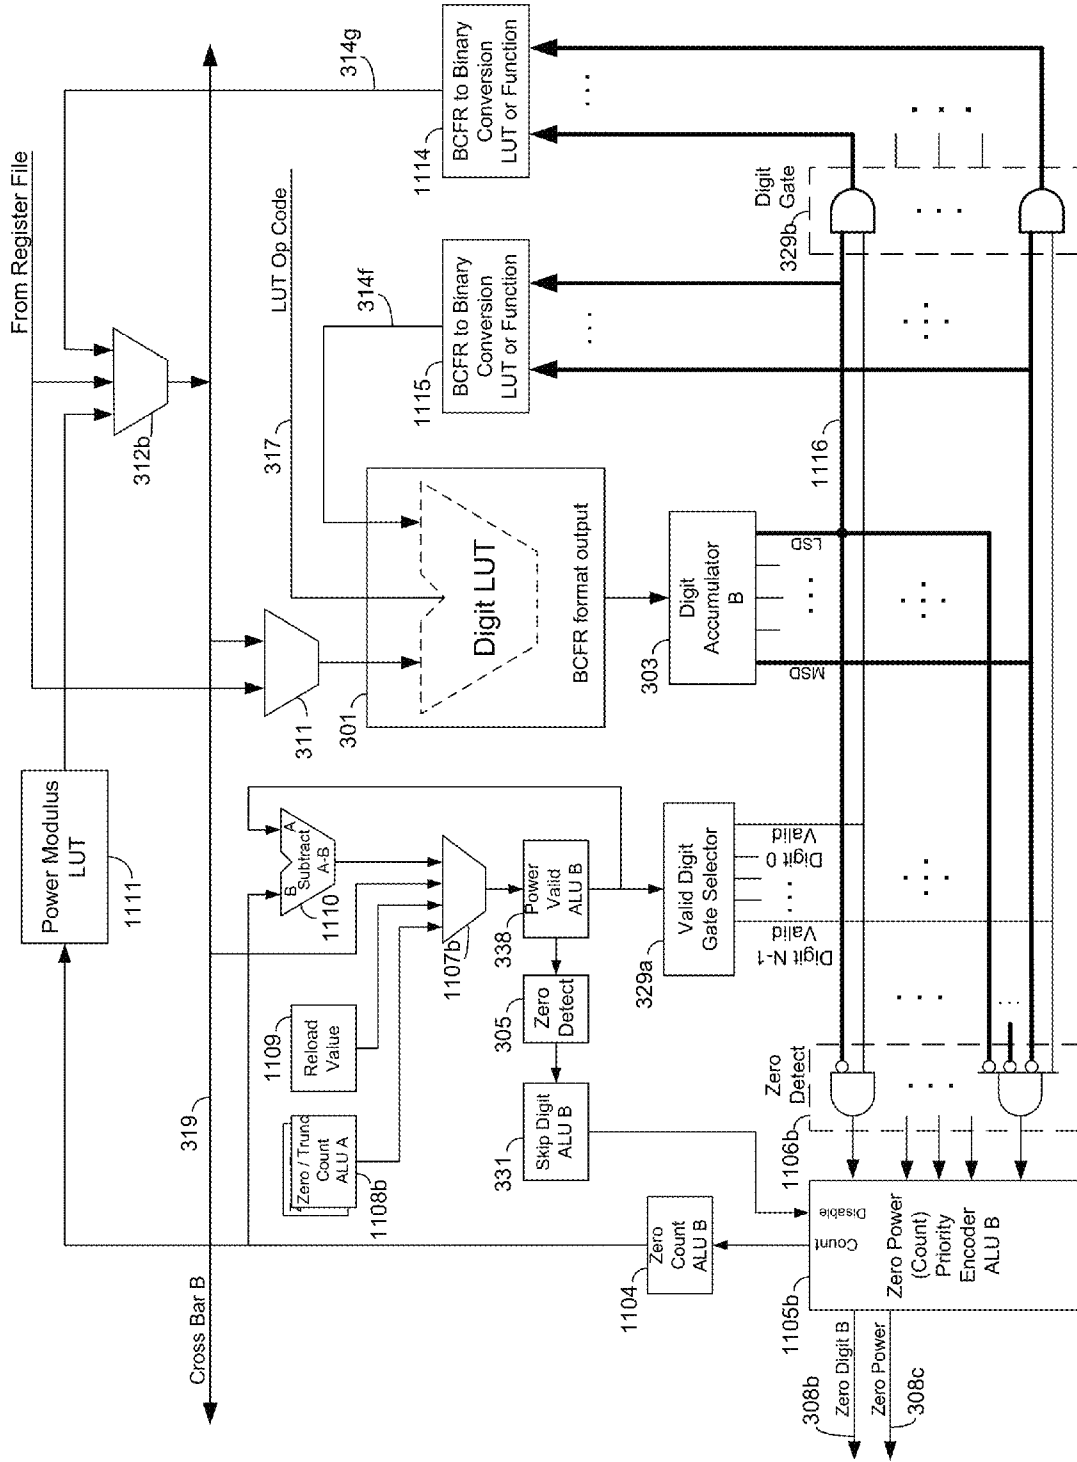 From Register File
312b
314g
BCFR to Binary
Conversion
LUT or Function
1114
Digit
Gate
329b
LUT Op Code
317
314f
BCFR to Binary
Conversion
LUT or Function
1115
1116
311
301
Digit LUT
BCFR format output
303
Digit
Accumulator
B
LSD
MSD
Power Modulus
LUT
1111
A
B
Subtract
A-B
1110
1107b
338
Power
Valid
ALU B
329a
Valid Digit
Gate Selector
Digit 0
Valid
Digit N-1
Valid
305
Zero
Detect
1109
Reload
Value
Zero / Trunc
Count
ALU A
1108b
331
Skip Digit
ALU B
Zero
Detect
1106b
319
Cross Bar B
1104
Zero
Count
ALU B
Disable
Count
Zero Power
(Count)
Priority
Encoder
ALU B
1105b
Zero Digit B
308b
Zero Power
308c